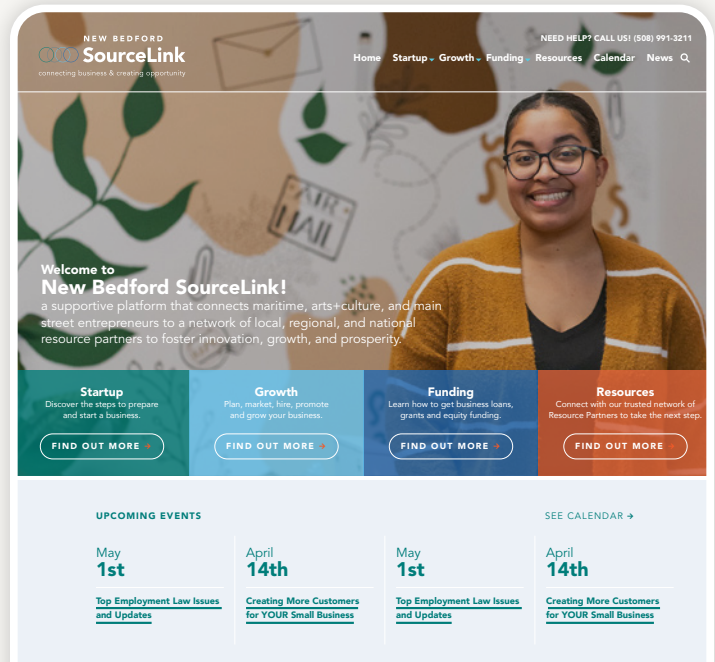 NEW BEDFORD
SourceLink
connecting business & creating opportunity
NEED HELP? CALL US! (508) 991-3211
Home Startup Growth Funding Resources Calendar News
AIR
MAIL
Welcome to
New Bedford SourceLink!
a supportive platform that connects maritime, arts+culture, and main
street entrepreneurs to a network of local, regional, and national
resource partners to foster innovation, growth, and prosperity.
Startup
Discover the steps to prepare
and start a business.
FIND OUT MORE →
Growth
Plan, market, hire, promote
and grow your business.
FIND OUT MORE →
Funding
Learn how to get business loans,
grants and equity funding.
FIND OUT MORE →
Resources
Connect with our trusted network of
Resource Partners to take the next step.
FIND OUT MORE →
UPCOMING EVENTS
SEE CALENDAR →
May
1st
Top Employment Law Issues
and Updates
April
14th
Creating More Customers
for YOUR Small Business
May
1st
Top Employment Law Issues
and Updates
April
14th
Creating More Customers
for YOUR Small Business